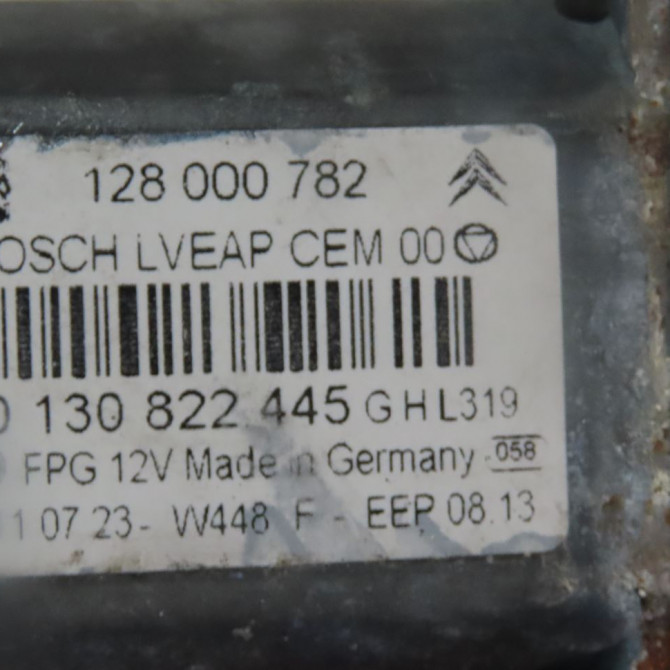 128 000 782
OSCH LVEAP CEM 00
0 130 822 445 G H L319
FPG 12V Made in Germany 058
1 07 23- W448 F - EEP 08.13